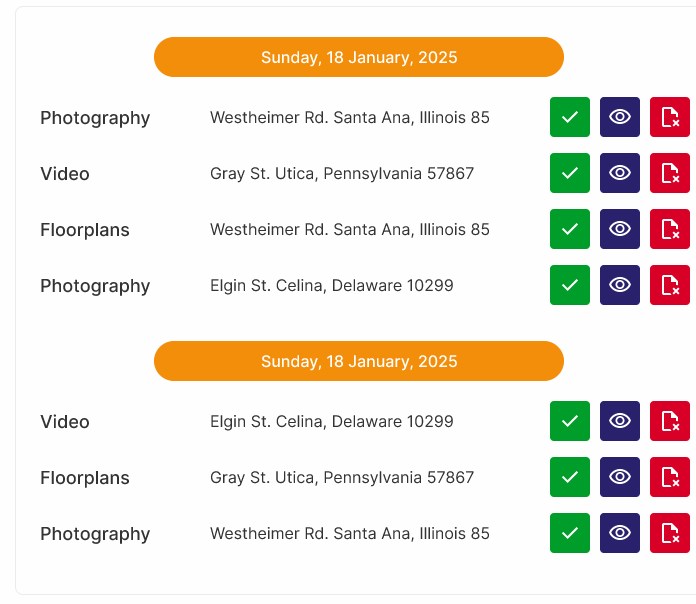 Sunday, 18 January, 2025
Photography Westheimer Rd. Santa Ana, Illinois 85
Video Gray St. Utica, Pennsylvania 57867
Floorplans Westheimer Rd. Santa Ana, Illinois 85
Photography Elgin St. Celina, Delaware 10299
Sunday, 18 January, 2025
Video Elgin St. Celina, Delaware 10299
Floorplans Gray St. Utica, Pennsylvania 57867
Photography Westheimer Rd. Santa Ana, Illinois 85